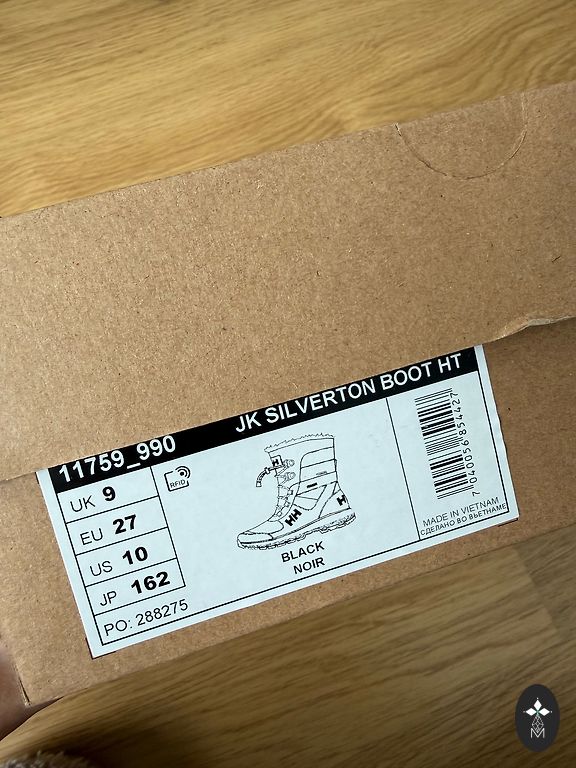 11759_990 JK SILVERTON BOOT HT
UK 9
EU 27
US 10
JP 162
PO: 288275
RFID
HH
H
H
BLACK
NOIR
7 040056 854427
MADE IN VIETNAM
СДЕЛАНО ВО ВЬЕТНАМЕ
M